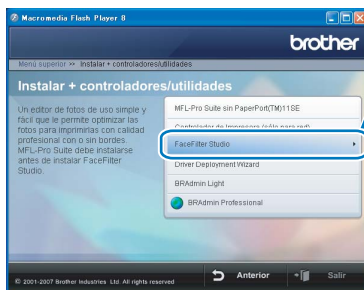 Macromedia Flash Player 8
brother
Menú superior >> Instalar + controladores/utilidades
Instalar + controladores/utilidades
Un editor de fotos de uso simple y
fácil que le permite optimizar las
fotos para imprimirlas con calidad
profesional con o sin bordes.
MFL-Pro Suite debe instalarse
antes de instalar FaceFilter
Studio.
MFL-Pro Suite sin PaperPort(TM)11SE
Controlador de Impresora (sólo para red)
FaceFilter Studio
Driver Deployment Wizard
BRAdmin Light
BRAdmin Professional
© 2001-2007 Brother Industries Ltd. All rights reserved
Anterior
Salir